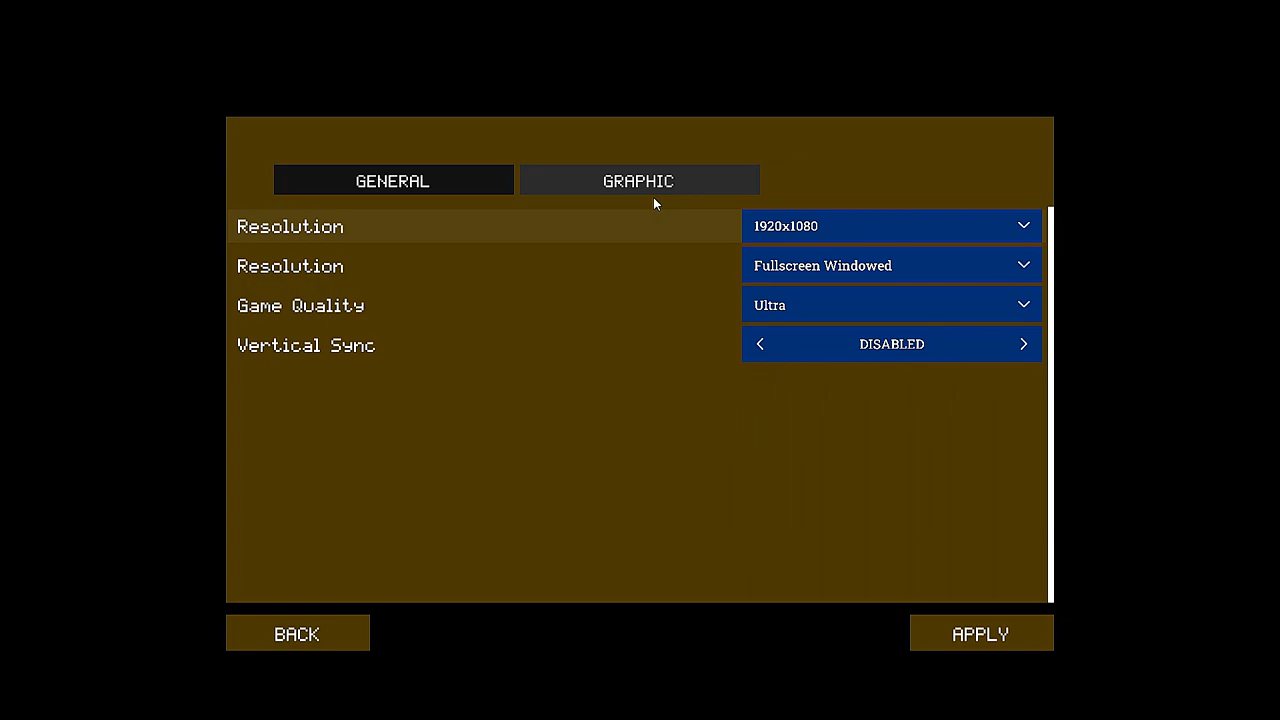 GENERAL GRAPHIC
Resolution 1920x1080
Resolution Fullscreen Windowed
Game Quality Ultra
Vertical Sync DISABLED
BACK APPLY